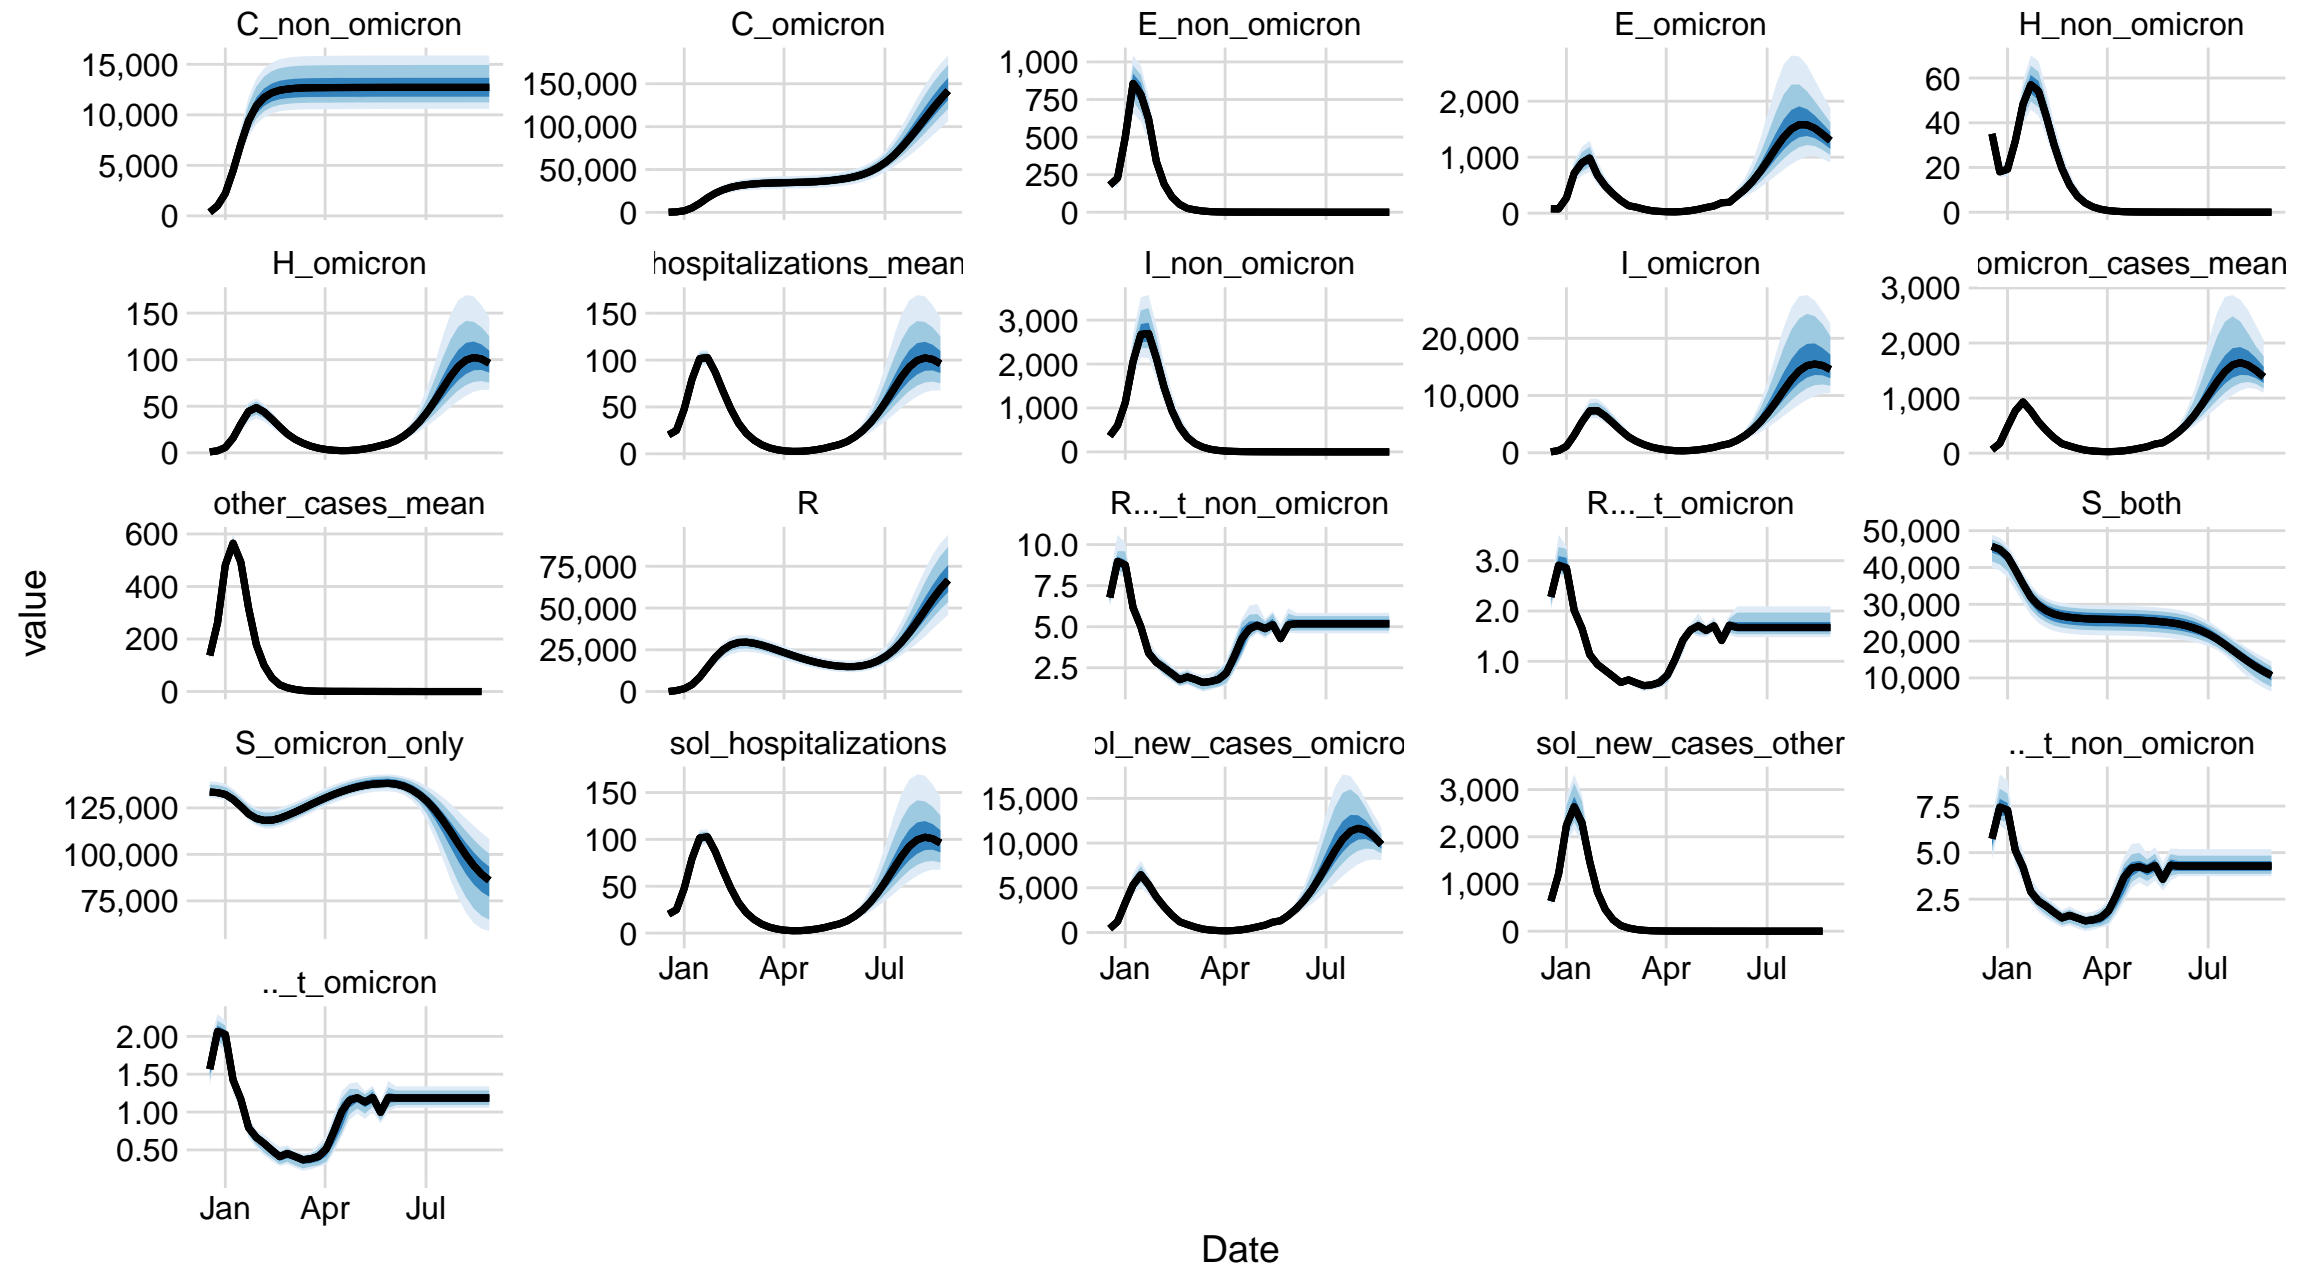 C_non_omicron
C_omicron
E_non_omicron
E_omicron
H_non_omicron
15,000
10,000
5,000
0
150,000
100,000
50,000
0
1,000
750
500
250
0
2,000
1,000
0
60
40
20
0
H_omicron
hospitalizations_mean
I_non_omicron
I_omicron
omicron_cases_mean
150
100
50
0
150
100
50
0
3,000
2,000
1,000
0
20,000
10,000
0
3,000
2,000
1,000
0
other_cases_mean
R
R..._t_non_omicron
R..._t_omicron
S_both
600
400
200
0
75,000
50,000
25,000
0
10.0
7.5
5.0
2.5
3.0
2.0
1.0
50,000
40,000
30,000
20,000
10,000
S_omicron_only
sol_hospitalizations
ol_new_cases_omicro
sol_new_cases_other
.._t_non_omicron
125,000
100,000
75,000
150
100
50
0
15,000
10,000
5,000
0
3,000
2,000
1,000
0
7.5
5.0
2.5
Jan Apr Jul
Jan Apr Jul
Jan Apr Jul
Jan Apr Jul
.._t_omicron
2.00
1.50
1.00
0.50
Jan Apr Jul
value
Date